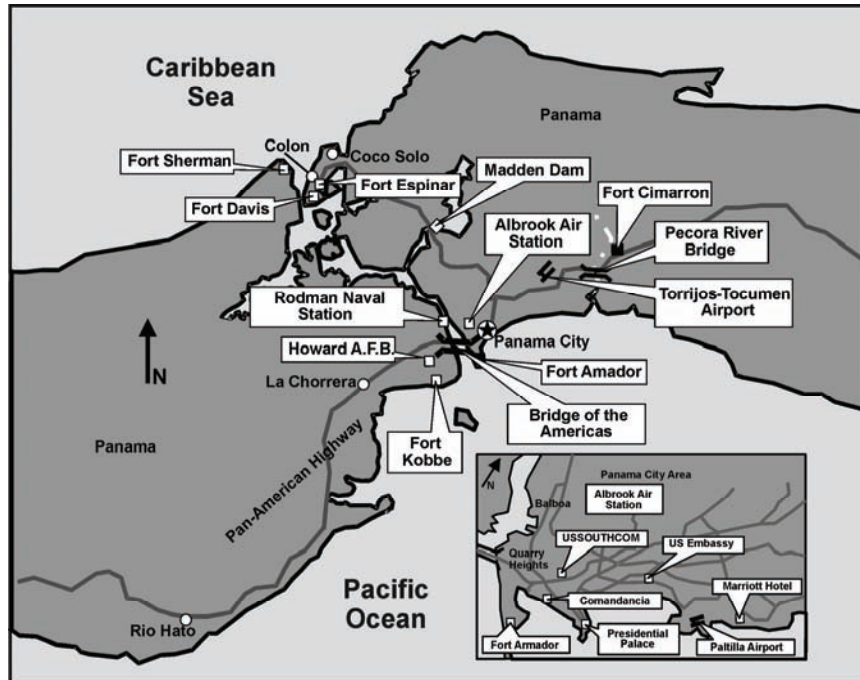 Caribbean
Sea
Panama
Colon
Coco Solo
Fort Sherman
Fort Espinar
Madden Dam
Fort Davis
Fort Cimarron
Albrook Air
Station
Pecora River
Bridge
Rodman Naval
Station
Torrijos-Tocumen
Airport
Panama City
Howard A.F.B.
Fort Amador
N
La Chorrera
Bridge of the
Americas
Panama
Fort
Kobbe
Pan-American Highway
Pacific
Ocean
Rio Hato
N
Panama City Area
Albrook Air
Station
Balboa
USSOUTHCOM
US Embassy
Quarry
Heights
Marriott Hotel
Comandancia
Fort Armador
Presidential
Palace
Paltilla Airport